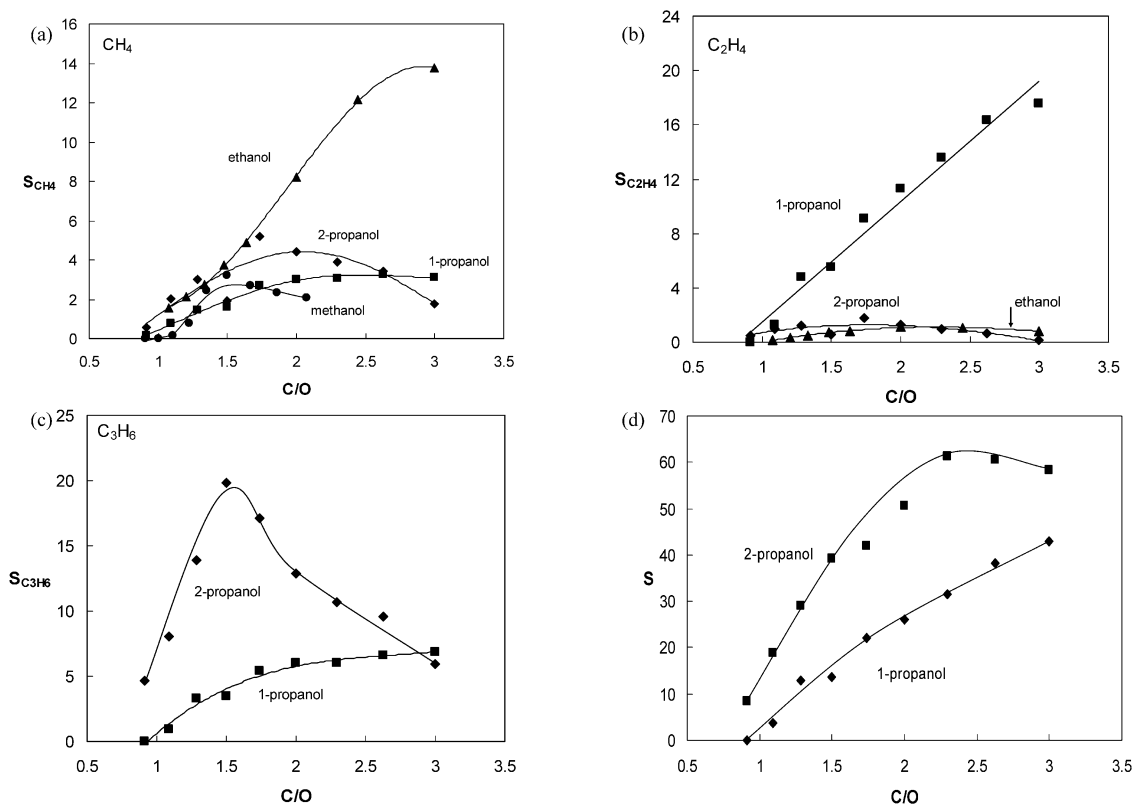 (a)
CH₄
16
14
12
10
8
6
4
2
0
S_CH4
ethanol
2-propanol
1-propanol
methanol
0.5 1 1.5 2 2.5 3 3.5
C/O
(b)
C₂H₄
24
20
16
12
8
4
0
S_C2H4
1-propanol
2-propanol
ethanol
0.5 1 1.5 2 2.5 3 3.5
C/O
(c)
C₃H₆
25
20
15
10
5
0
S_C3H6
2-propanol
1-propanol
0.5 1 1.5 2 2.5 3 3.5
C/O
(d)
70
60
50
40
30
20
10
0
S
2-propanol
1-propanol
0.5 1 1.5 2 2.5 3 3.5
C/O